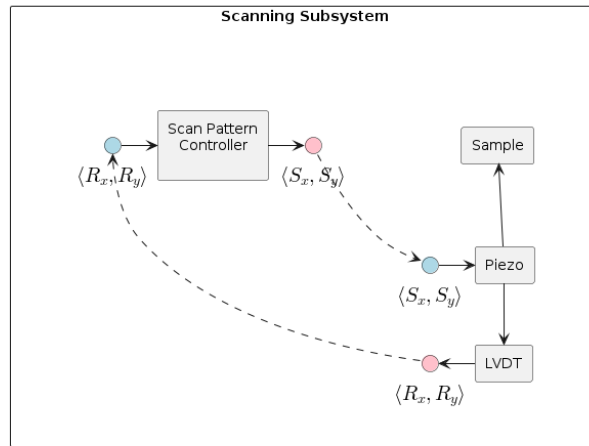 Scanning Subsystem
Scan Pattern
Controller
Sample
⟨R_x, R_y⟩
⟨S_x, S_y⟩
Piezo
⟨S_x, S_y⟩
LVDT
⟨R_x, R_y⟩